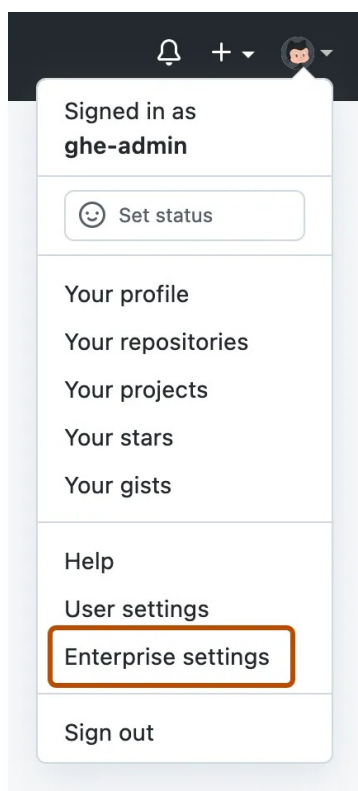 Signed in as
ghe-admin
Set status
Your profile
Your repositories
Your projects
Your stars
Your gists
Help
User settings
Enterprise settings
Sign out